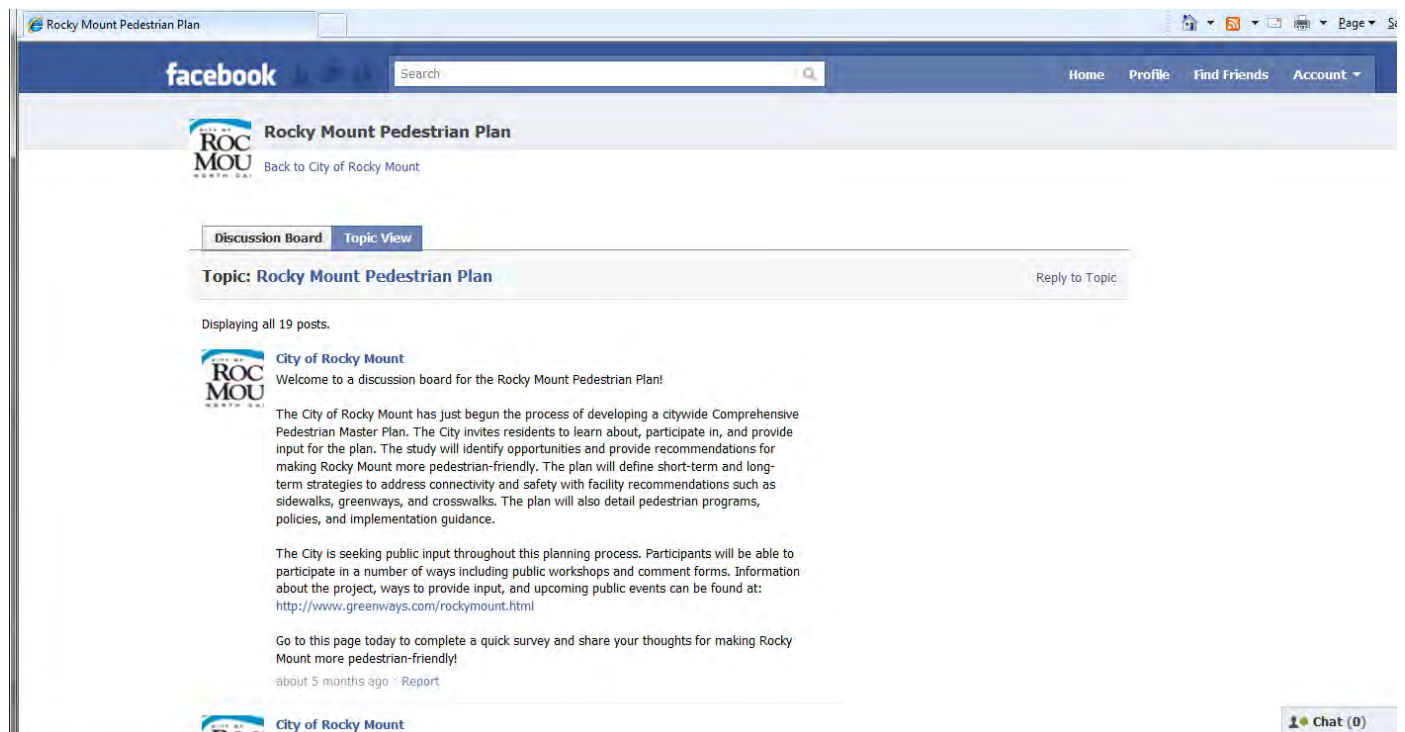 Rocky Mount Pedestrian Plan
Page
facebook
Search
Home Profile Find Friends Account
ROC
MOU
Rocky Mount Pedestrian Plan
Back to City of Rocky Mount
Discussion Board Topic View
Topic: Rocky Mount Pedestrian Plan
Reply to Topic
Displaying all 19 posts.
CITY OF
ROC
MOU
City of Rocky Mount
Welcome to a discussion board for the Rocky Mount Pedestrian Plan!
The City of Rocky Mount has just begun the process of developing a citywide Comprehensive
Pedestrian Master Plan. The City invites residents to learn about, participate in, and provide
input for the plan. The study will identify opportunities and provide recommendations for
making Rocky Mount more pedestrian-friendly. The plan will define short-term and long-
term strategies to address connectivity and safety with facility recommendations such as
sidewalks, greenways, and crosswalks. The plan will also detail pedestrian programs,
policies, and implementation guidance.
The City is seeking public input throughout this planning process. Participants will be able to
participate in a number of ways including public workshops and comment forms. Information
about the project, ways to provide input, and upcoming public events can be found at:
http://www.greenways.com/rockymount.html
Go to this page today to complete a quick survey and share your thoughts for making Rocky
Mount more pedestrian-friendly!
about 5 months ago · Report
City of Rocky Mount
Chat (0)